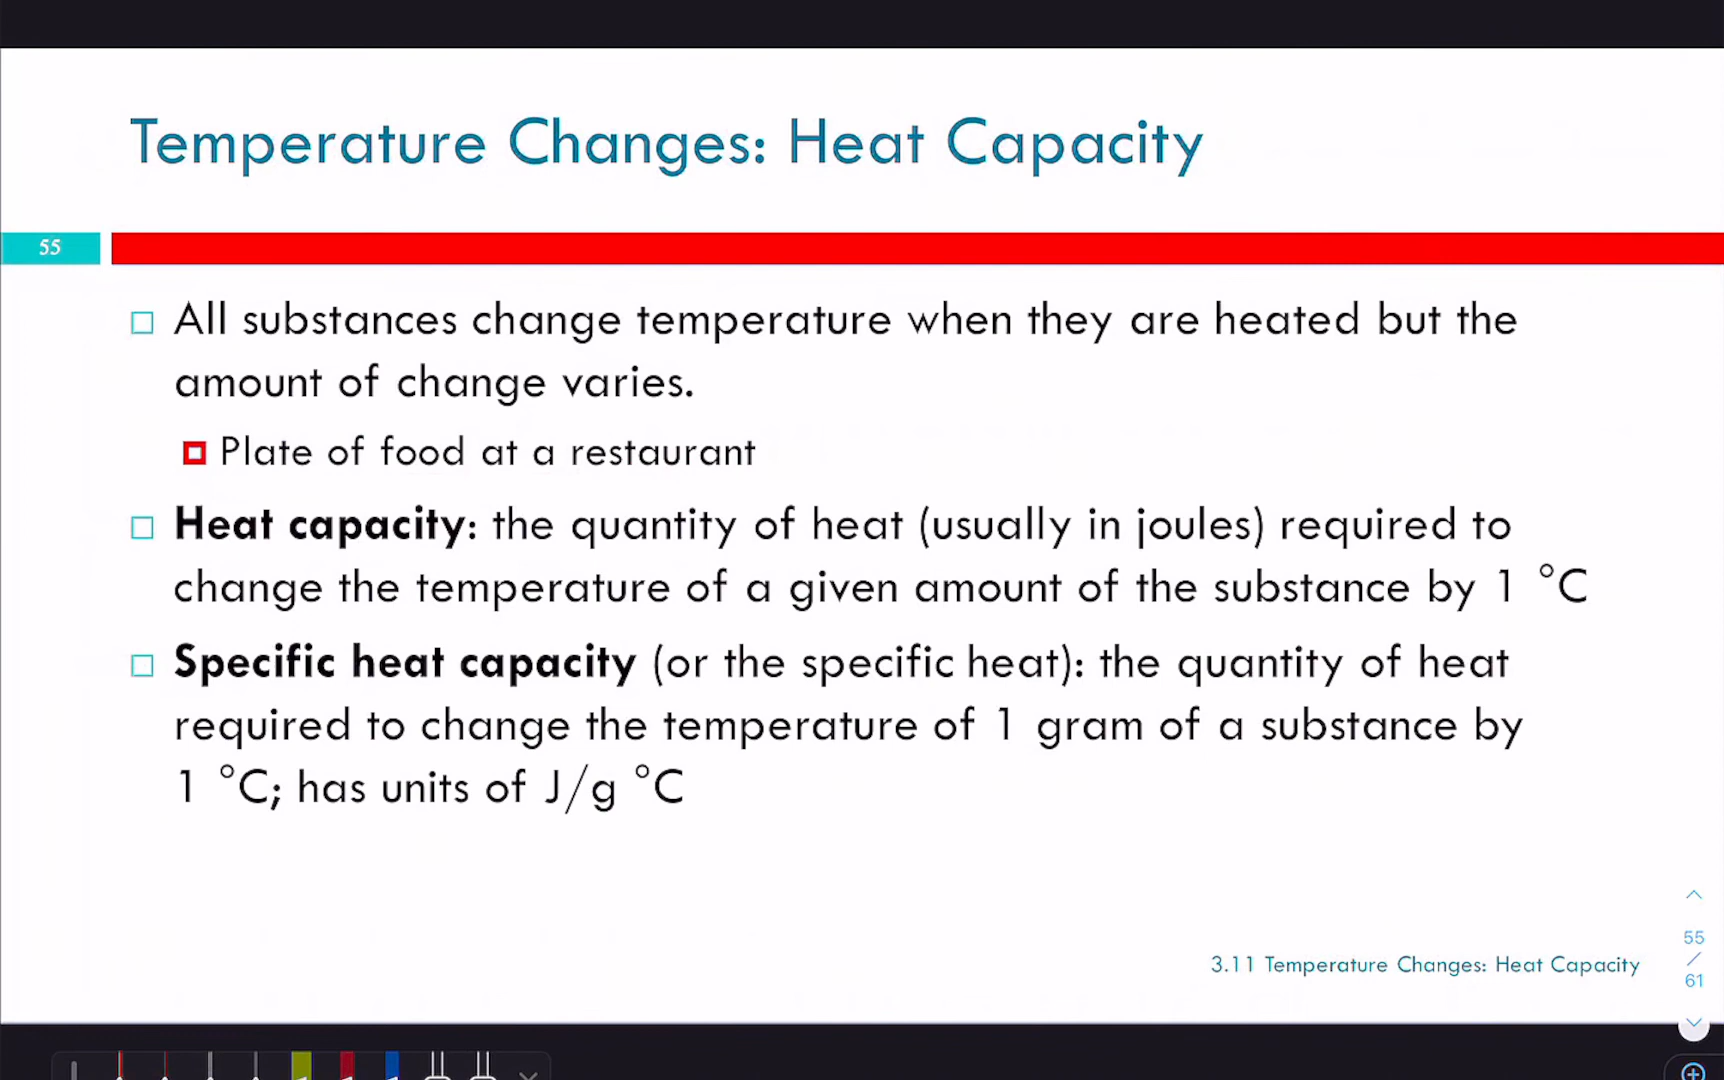 Temperature Changes: Heat Capacity
55
All substances change temperature when they are heated but the
amount of change varies.
Plate of food at a restaurant
Heat capacity: the quantity of heat (usually in joules) required to
change the temperature of a given amount of the substance by 1 °C
Specific heat capacity (or the specific heat): the quantity of heat
required to change the temperature of 1 gram of a substance by
1 °C; has units of J/g °C
3.11 Temperature Changes: Heat Capacity
55
/
61